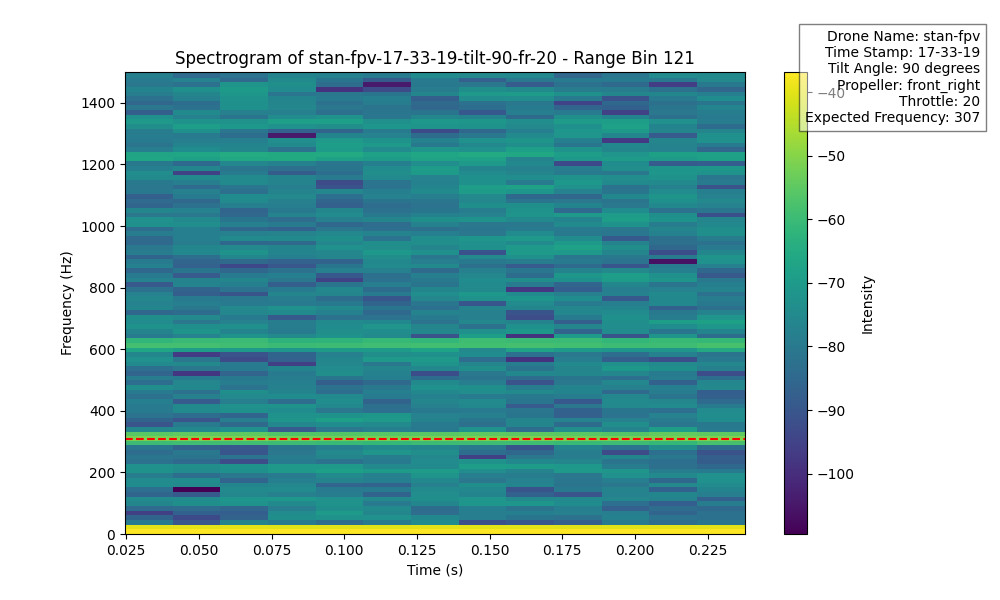 Spectrogram of stan-fpv-17-33-19-tilt-90-fr-20 - Range Bin 121
Drone Name: stan-fpv
Time Stamp: 17-33-19
Tilt Angle: 90 degrees
Propeller: front_right
Throttle: 20
Expected Frequency: 307
Frequency (Hz)
1400
1200
1000
800
600
400
200
0
0.025
0.050
0.075
0.100
0.125
0.150
0.175
0.200
0.225
Time (s)
−40
−50
−60
−70
−80
−90
−100
Intensity